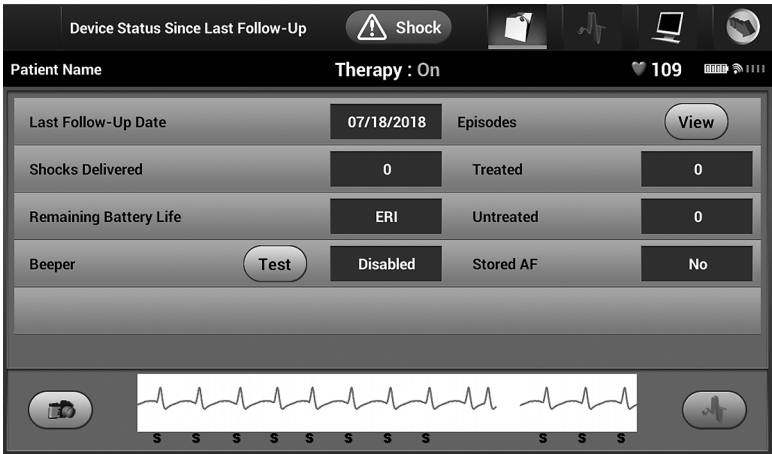 Device Status Since Last Follow-Up Shock
Patient Name Therapy : On 109
Last Follow-Up Date 07/18/2018 Episodes View
Shocks Delivered 0 Treated 0
Remaining Battery Life ERI Untreated 0
Beeper Test Disabled Stored AF No
S S S S S S S S S S S